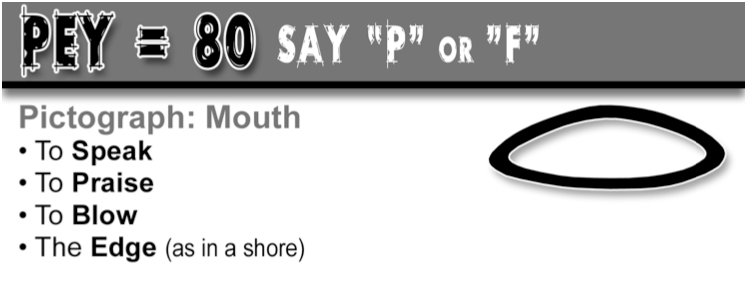 PEY = 80 SAY "P" OR "F"
Pictograph: Mouth
• To Speak
• To Praise
• To Blow
• The Edge (as in a shore)